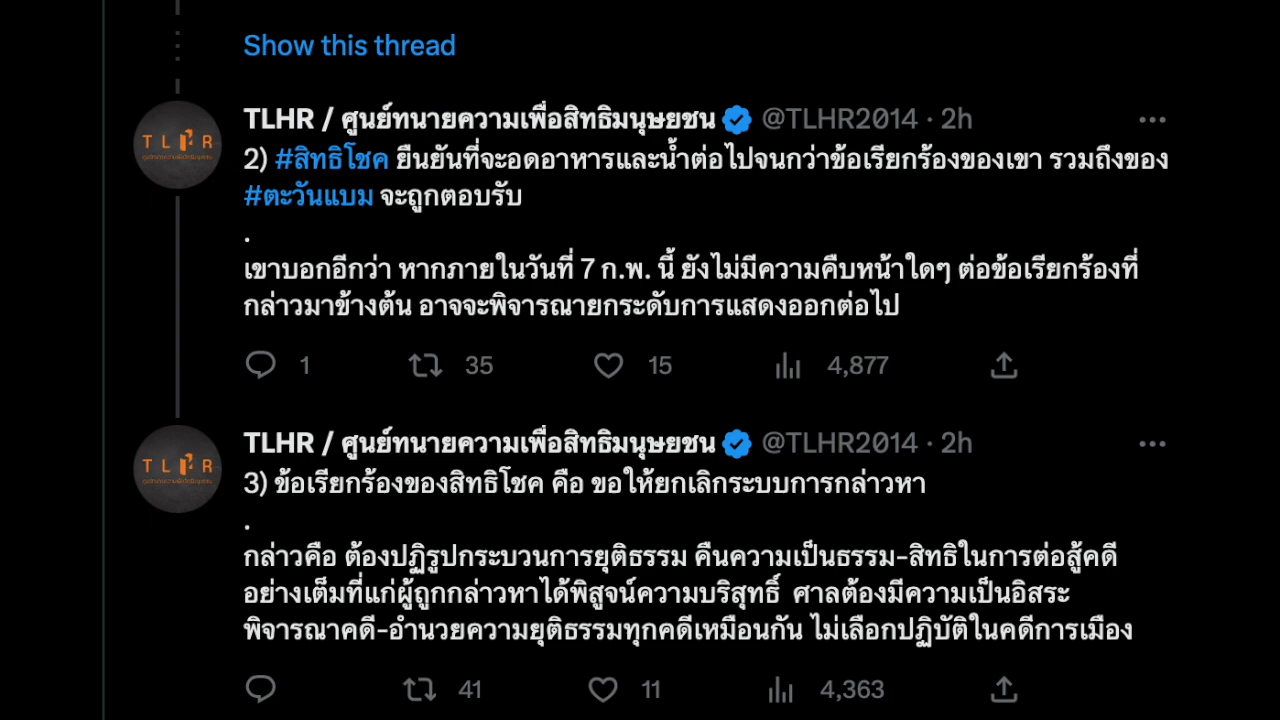 Show this thread
TLHR / ศูนย์ทนายความเพื่อสิทธิมนุษยชน @TLHR2014 · 2h
TLHR
2) #สิทธิโชค ยืนยันที่จะอดอาหารและน้ำต่อไปจนกว่าข้อเรียกร้องของเขา รวมถึงของ
#ตะวันแบม จะถูกตอบรับ
.
เขาบอกอีกว่า หากภายในวันที่ 7 ก.พ. นี้ ยังไม่มีความคืบหน้าใดๆ ต่อข้อเรียกร้องที่
กล่าวมาข้างต้น อาจจะพิจารณายกระดับการแสดงออกต่อไป
1 35 15 4,877
TLHR / ศูนย์ทนายความเพื่อสิทธิมนุษยชน @TLHR2014 · 2h
TLHR
3) ข้อเรียกร้องของสิทธิโชค คือ ขอให้ยกเลิกระบบการกล่าวหา
.
กล่าวคือ ต้องปฏิรูปกระบวนการยุติธรรม คืนความเป็นธรรม-สิทธิในการต่อสู้คดี
อย่างเต็มที่แก่ผู้ถูกกล่าวหาได้พิสูจน์ความบริสุทธิ์ ศาลต้องมีความเป็นอิสระ
พิจารณาคดี-อำนวยความยุติธรรมทุกคดีเหมือนกัน ไม่เลือกปฏิบัติในคดีการเมือง
41 11 4,363